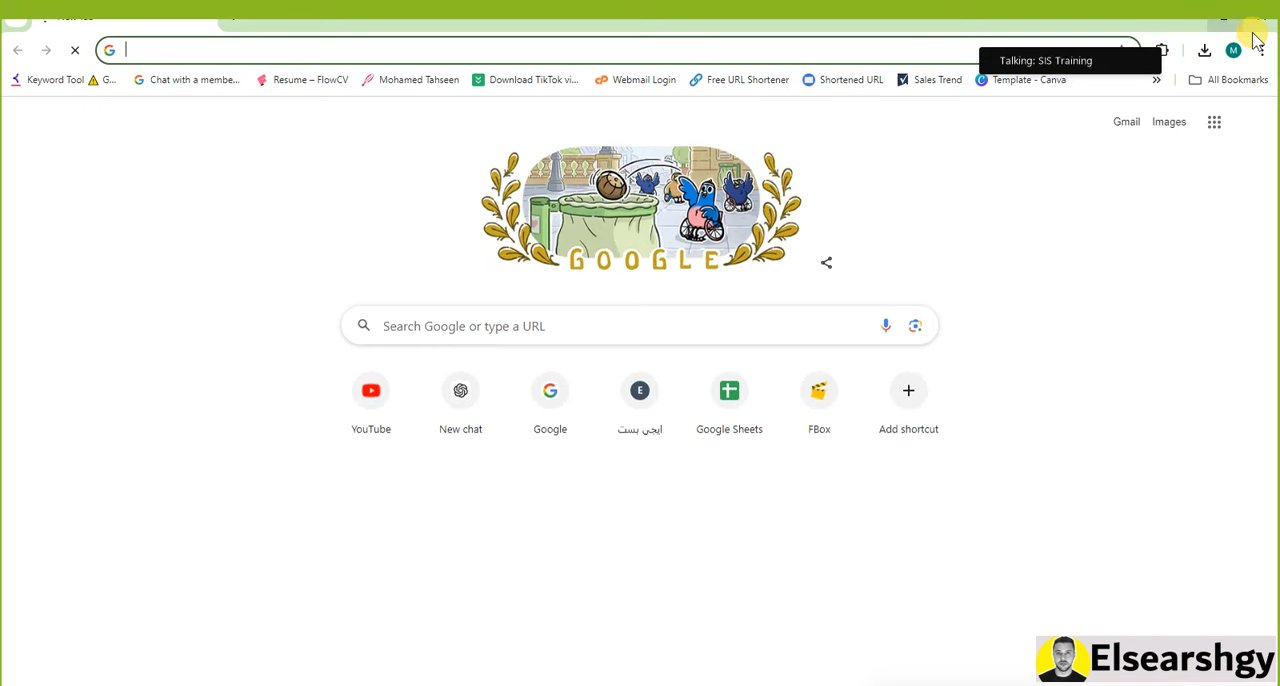 Talking: SIS Training
Keyword Tool G...
Chat with a membe...
Resume – FlowCV
Mohamed Tahseen
Download TikTok vi...
Webmail Login
Free URL Shortener
Shortened URL
Sales Trend
Template - Canva
»
All Bookmarks
M
Gmail
Images
GOOGLE
Search Google or type a URL
E
YouTube
New chat
Google
ايجي بست
Google Sheets
FBox
Add shortcut
Elsearshgy